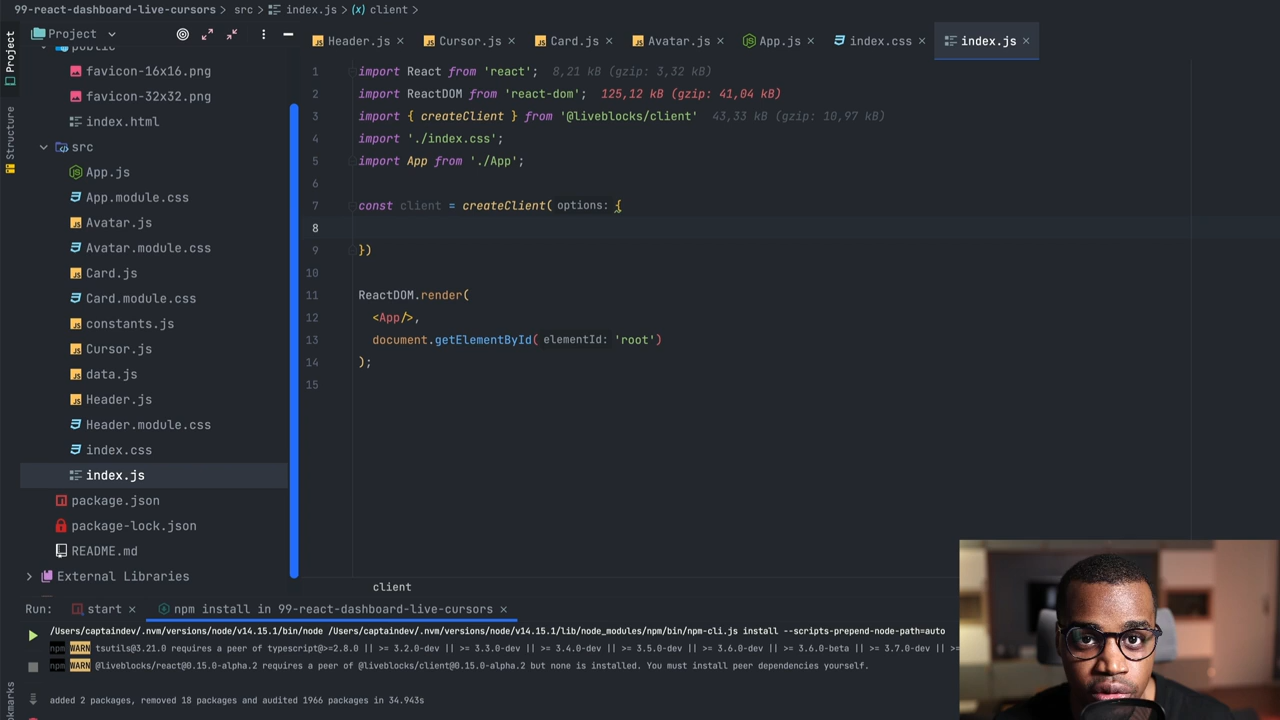 99-react-dashboard-live-cursors > src > index.js > (x) client >
Project
Project
Header.js
Cursor.js
Card.js
Avatar.js
App.js
index.css
index.js
public
favicon-16x16.png
favicon-32x32.png
index.html
src
App.js
App.module.css
Avatar.js
Avatar.module.css
Card.js
Card.module.css
constants.js
Cursor.js
data.js
Header.js
Header.module.css
index.css
index.js
package.json
package-lock.json
README.md
External Libraries
Structure
1 import React from 'react'; 8,21 kB (gzip: 3,32 kB)
2 import ReactDOM from 'react-dom'; 125,12 kB (gzip: 41,04 kB)
3 import { createClient } from '@liveblocks/client' 43,33 kB (gzip: 10,97 kB)
4 import './index.css';
5 import App from './App';
6
7 const client = createClient( options: {
8
9 })
10
11 ReactDOM.render(
12 <App/>,
13 document.getElementById( elementId: 'root')
14 );
15
client
Run: start npm install in 99-react-dashboard-live-cursors
/Users/captaindev/.nvm/versions/node/v14.15.1/bin/node /Users/captaindev/.nvm/versions/node/v14.15.1/lib/node_modules/npm/bin/npm-cli.js install --scripts-prepend-node-path=auto
npm WARN tsutils@3.21.0 requires a peer of typescript@>=2.8.0 || >= 3.2.0-dev || >= 3.3.0-dev || >= 3.4.0-dev || >= 3.5.0-dev || >= 3.6.0-dev || >= 3.6.0-beta || >= 3.7.0-dev || >=
npm WARN @liveblocks/react@0.15.0-alpha.2 requires a peer of @liveblocks/client@0.15.0-alpha.2 but none is installed. You must install peer dependencies yourself.
added 2 packages, removed 18 packages and audited 1966 packages in 34.943s